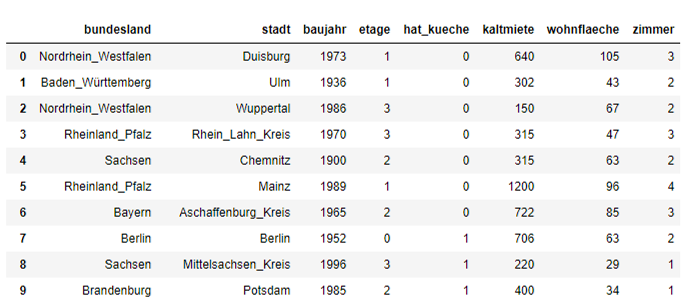 bundesland stadt baujahr etage hat_kueche kaltmiete wohnflaeche zimmer
0 Nordrhein_Westfalen Duisburg 1973 1 0 640 105 3
1 Baden_Württemberg Ulm 1936 1 0 302 43 2
2 Nordrhein_Westfalen Wuppertal 1986 3 0 150 67 2
3 Rheinland_Pfalz Rhein_Lahn_Kreis 1970 3 0 315 47 3
4 Sachsen Chemnitz 1900 2 0 315 63 2
5 Rheinland_Pfalz Mainz 1989 1 0 1200 96 4
6 Bayern Aschaffenburg_Kreis 1965 2 0 722 85 3
7 Berlin Berlin 1952 0 1 706 63 2
8 Sachsen Mittelsachsen_Kreis 1996 3 1 220 29 1
9 Brandenburg Potsdam 1985 2 1 400 34 1